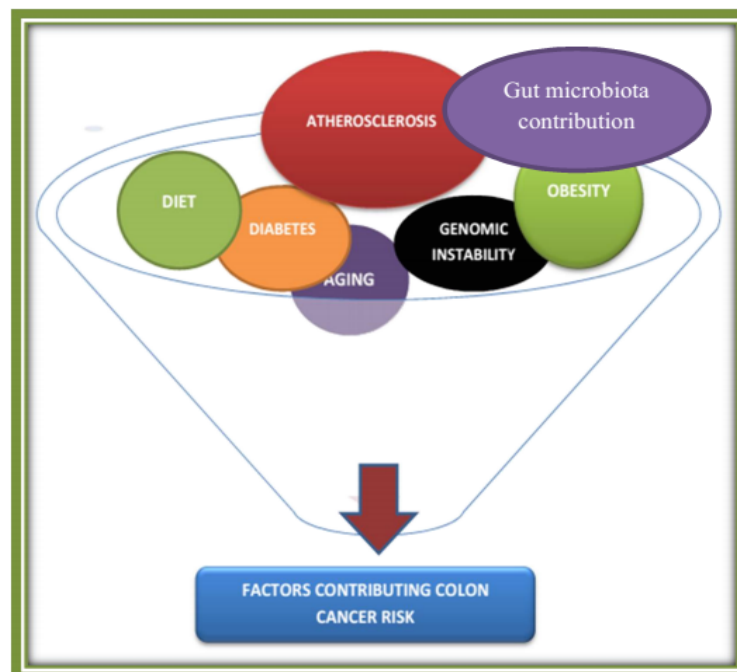 ATHEROSCLEROSIS
Gut microbiota
contribution
DIET
DIABETES
AGING
GENOMIC
INSTABILITY
OBESITY
FACTORS CONTRIBUTING COLON
CANCER RISK